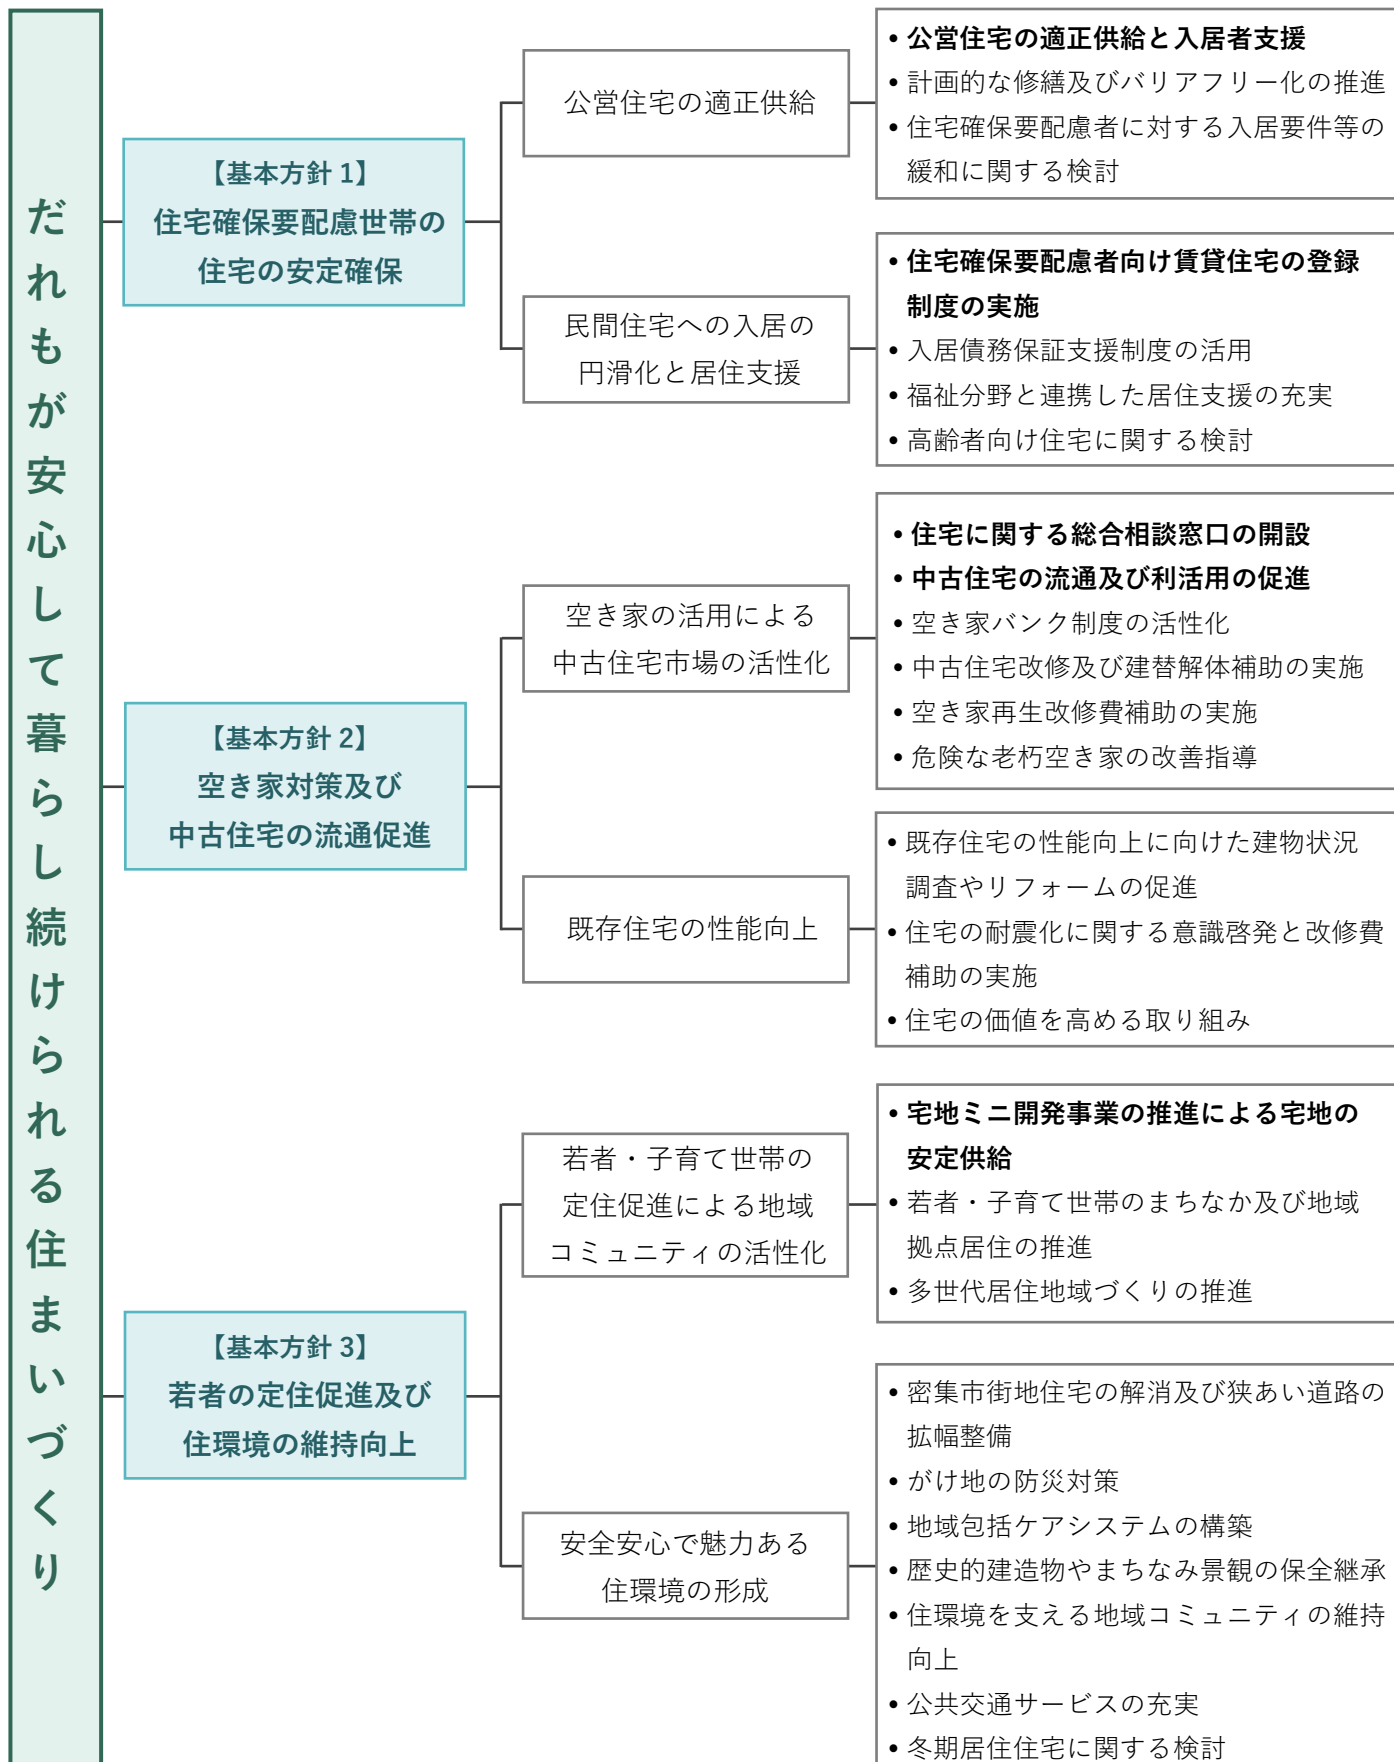 だれもが安心して暮らし続けられる住まいづくり
【基本方針 1】
住宅確保要配慮世帯の
住宅の安定確保
公営住宅の適正供給
• 公営住宅の適正供給と入居者支援
• 計画的な修繕及びバリアフリー化の推進
• 住宅確保要配慮者に対する入居要件等の
緩和に関する検討
民間住宅への入居の
円滑化と居住支援
• 住宅確保要配慮者向け賃貸住宅の登録
制度の実施
• 入居債務保証支援制度の活用
• 福祉分野と連携した居住支援の充実
• 高齢者向け住宅に関する検討
【基本方針 2】
空き家対策及び
中古住宅の流通促進
空き家の活用による
中古住宅市場の活性化
• 住宅に関する総合相談窓口の開設
• 中古住宅の流通及び利活用の促進
• 空き家バンク制度の活性化
• 中古住宅改修及び建替解体補助の実施
• 空き家再生改修費補助の実施
• 危険な老朽空き家の改善指導
既存住宅の性能向上
• 既存住宅の性能向上に向けた建物状況
調査やリフォームの促進
• 住宅の耐震化に関する意識啓発と改修費
補助の実施
• 住宅の価値を高める取り組み
【基本方針 3】
若者の定住促進及び
住環境の維持向上
若者・子育て世帯の
定住促進による地域
コミュニティの活性化
• 宅地ミニ開発事業の推進による宅地の
安定供給
• 若者・子育て世帯のまちなか及び地域
拠点居住の推進
• 多世代居住地域づくりの推進
安全安心で魅力ある
住環境の形成
• 密集市街地住宅の解消及び狭あい道路の
拡幅整備
• がけ地の防災対策
• 地域包括ケアシステムの構築
• 歴史的建造物やまちなみ景観の保全継承
• 住環境を支える地域コミュニティの維持
向上
• 公共交通サービスの充実
• 冬期居住住宅に関する検討